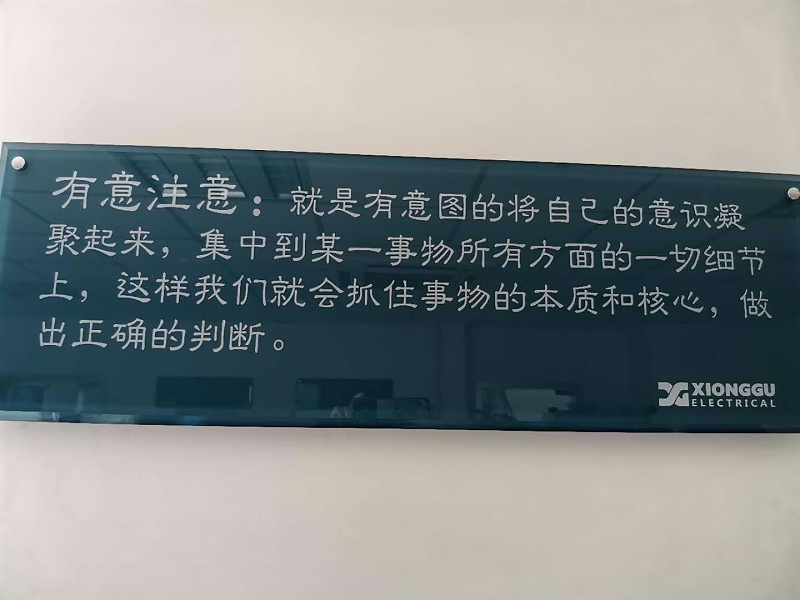 有意注意：就是有意图的将自己的意识凝
聚起来，集中到某一事物所有方面的一切细节
上，这样我们就会抓住事物的本质和核心，做
出正确的判断。
XIONGGU
ELECTRICAL